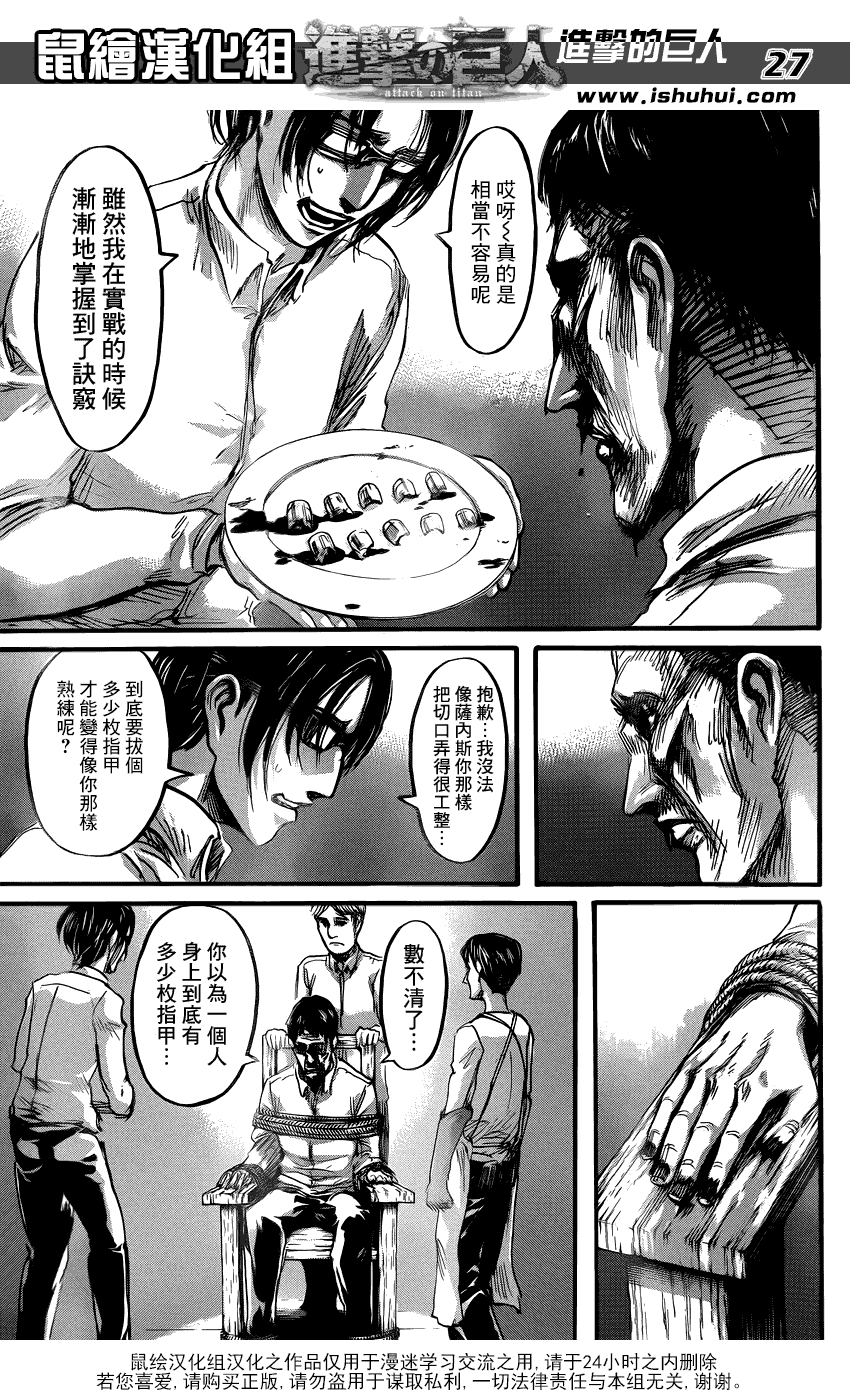 鼠繪漢化組
進撃の巨人
attack on titan
進擊的巨人
www.ishuhui.com
27
哎呀～真的是
相當不容易呢
雖然我在實戰的時候
漸漸地掌握到了訣竅
抱歉…我沒法
像薩內斯你那樣
把切口弄得很工整…
到底要拔個
多少枚指甲
才能變得像你那樣
熟練呢？
數不清了…
你以為一個人
身上到底有
多少枚指甲…
鼠绘汉化组汉化之作品仅用于漫迷学习交流之用,请于24小时之内删除
若您喜爱,请购买正版,请勿盗用于谋取私利,一切法律责任与本组无关,谢谢。